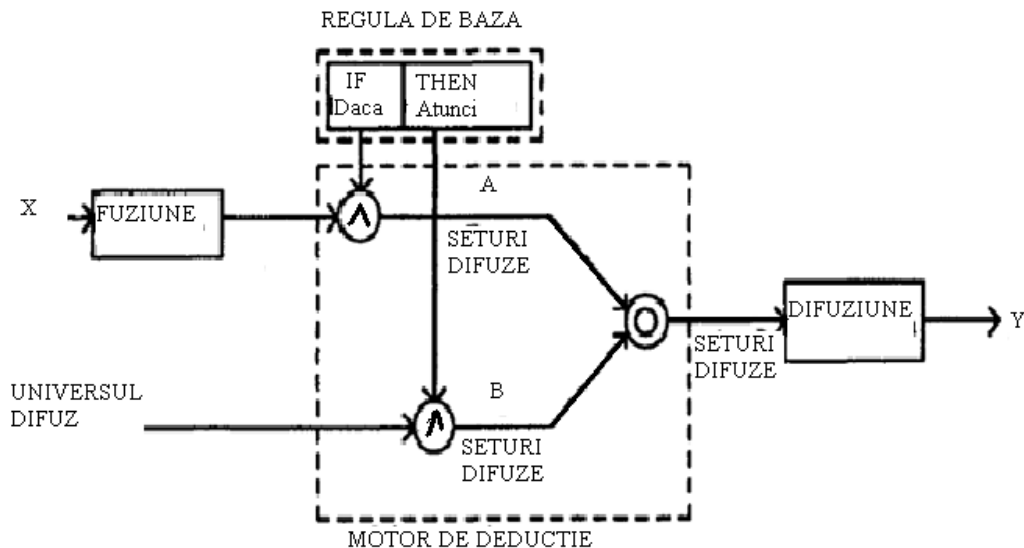 REGULA DE BAZA
IF THEN
Daca Atunci
A
X
FUZIUNE
SETURI
DIFUZE
DIFUZIUNE
Y
SETURI
DIFUZE
UNIVERSUL
DIFUZ
B
SETURI
DIFUZE
MOTOR DE DEDUCTIE